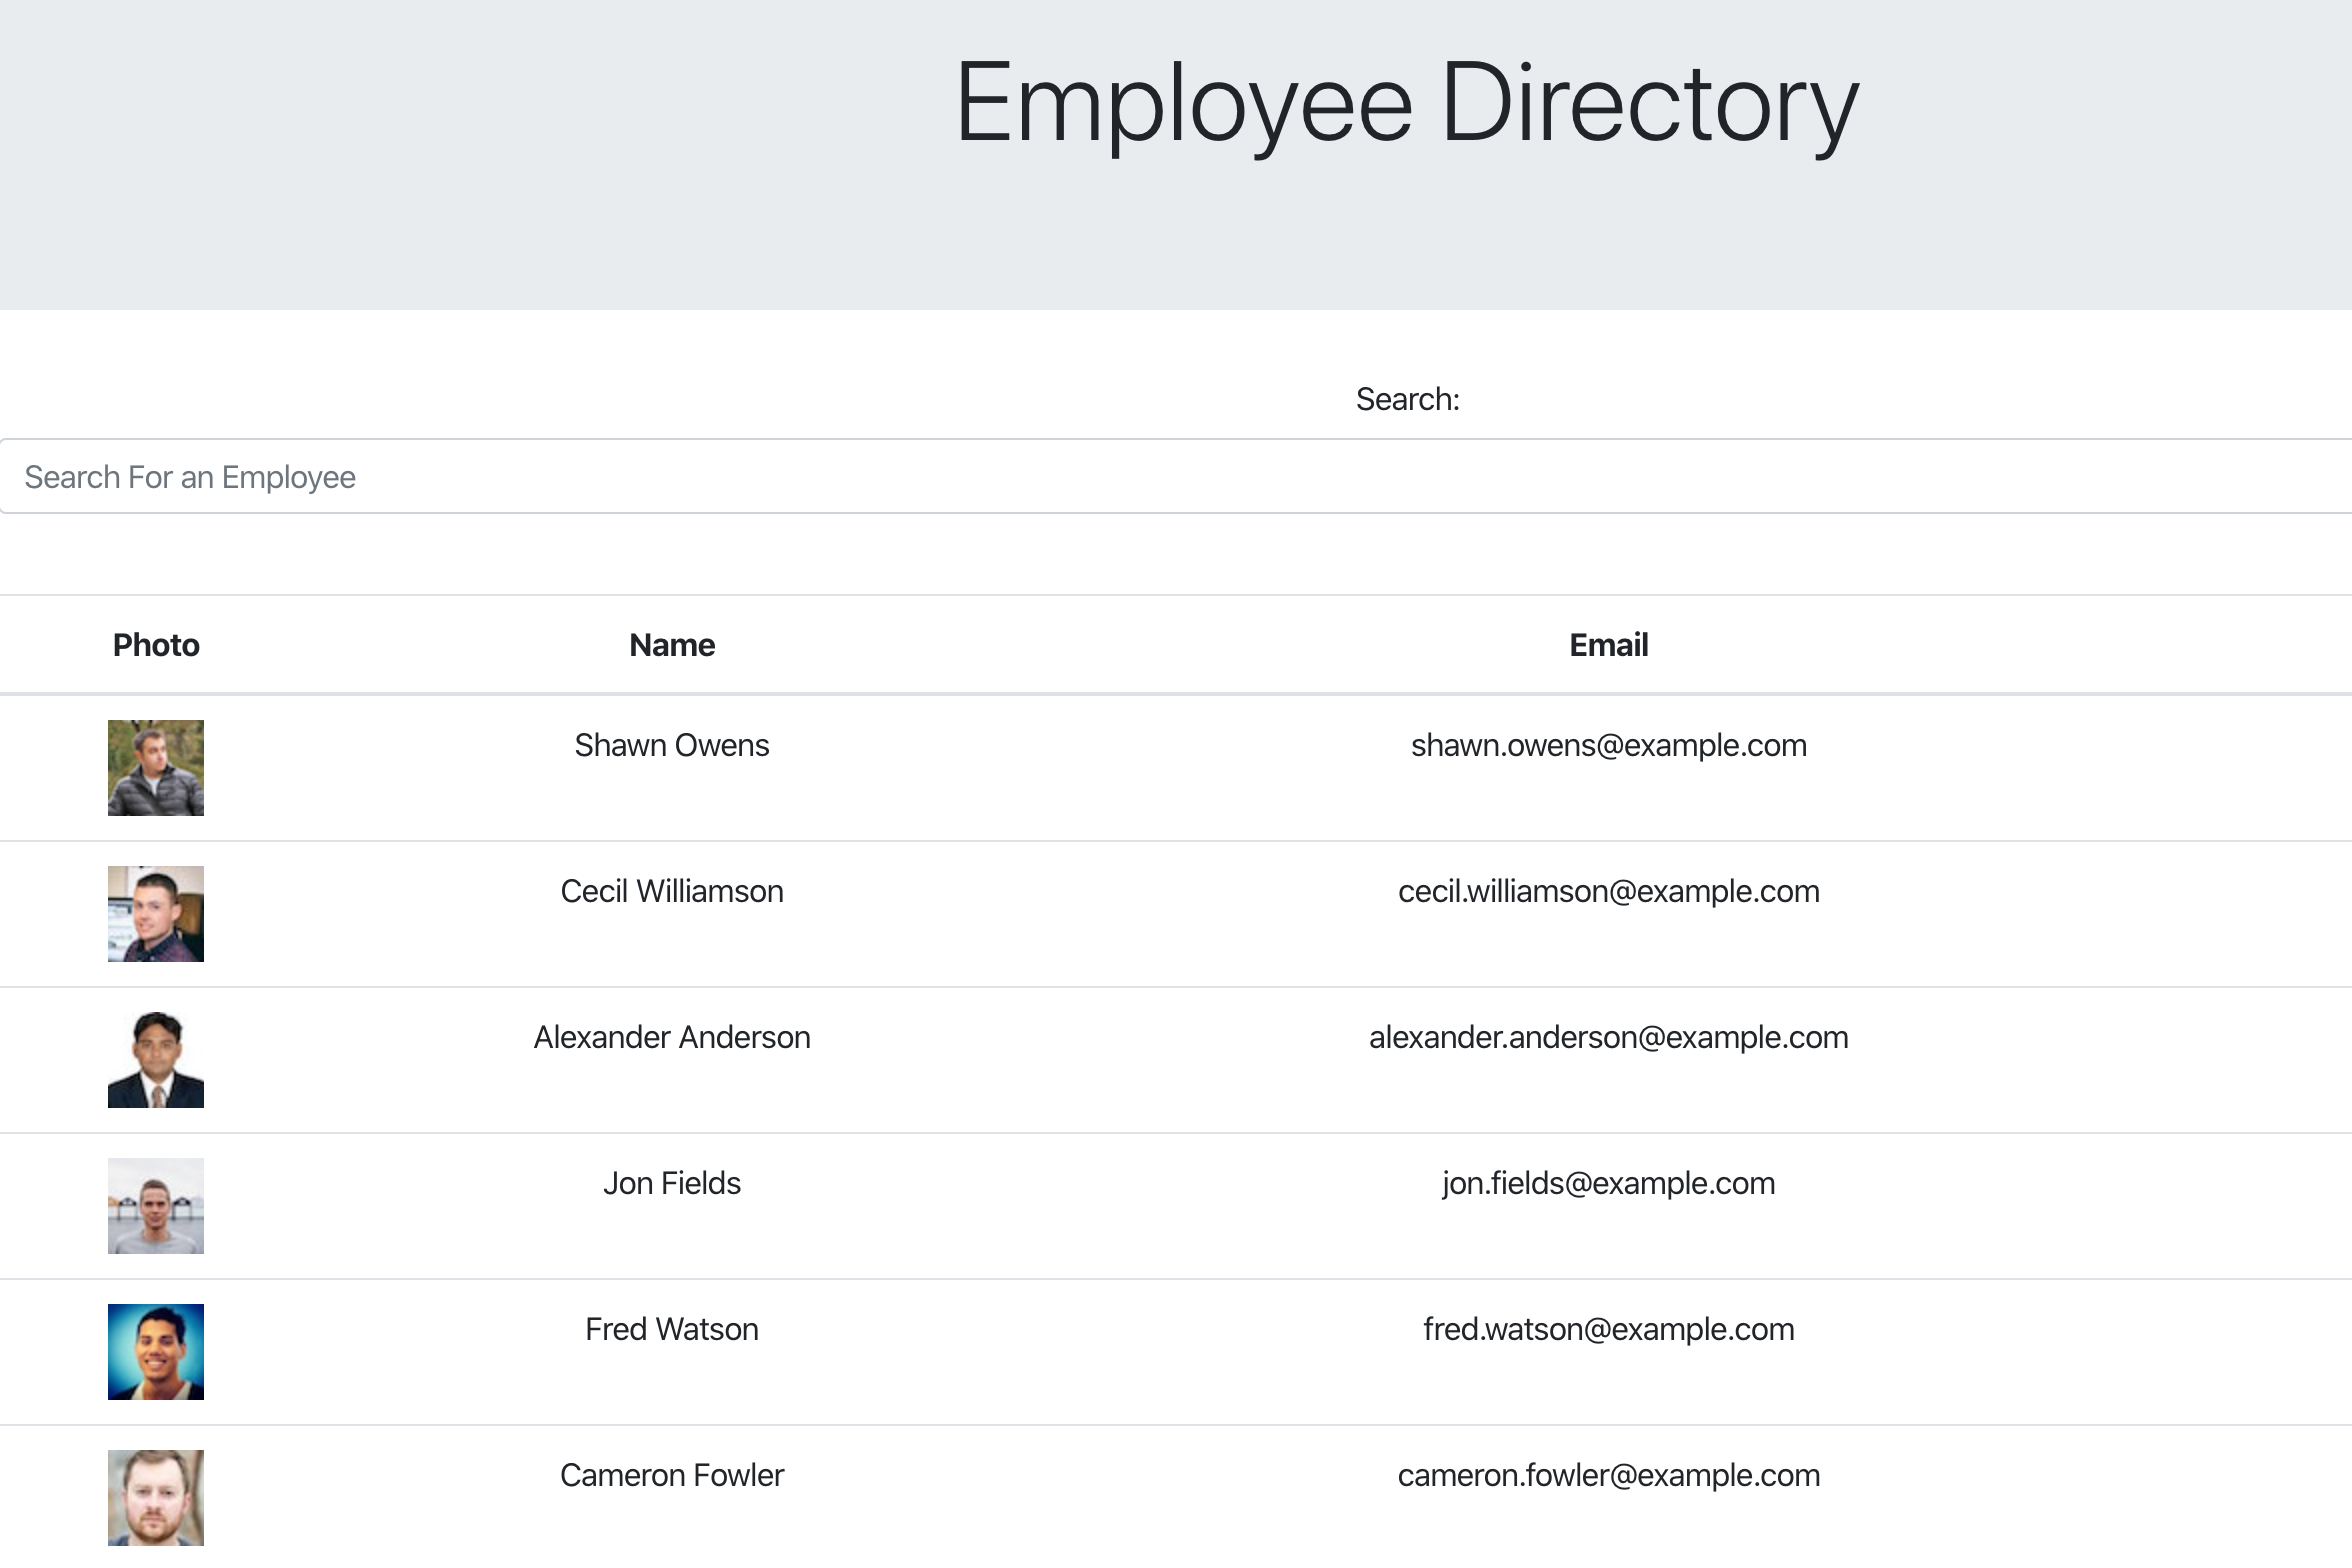 Employee Directory
Search:
Search For an Employee
Photo Name Email
Shawn Owens shawn.owens@example.com
Cecil Williamson cecil.williamson@example.com
Alexander Anderson alexander.anderson@example.com
Jon Fields jon.fields@example.com
Fred Watson fred.watson@example.com
Cameron Fowler cameron.fowler@example.com